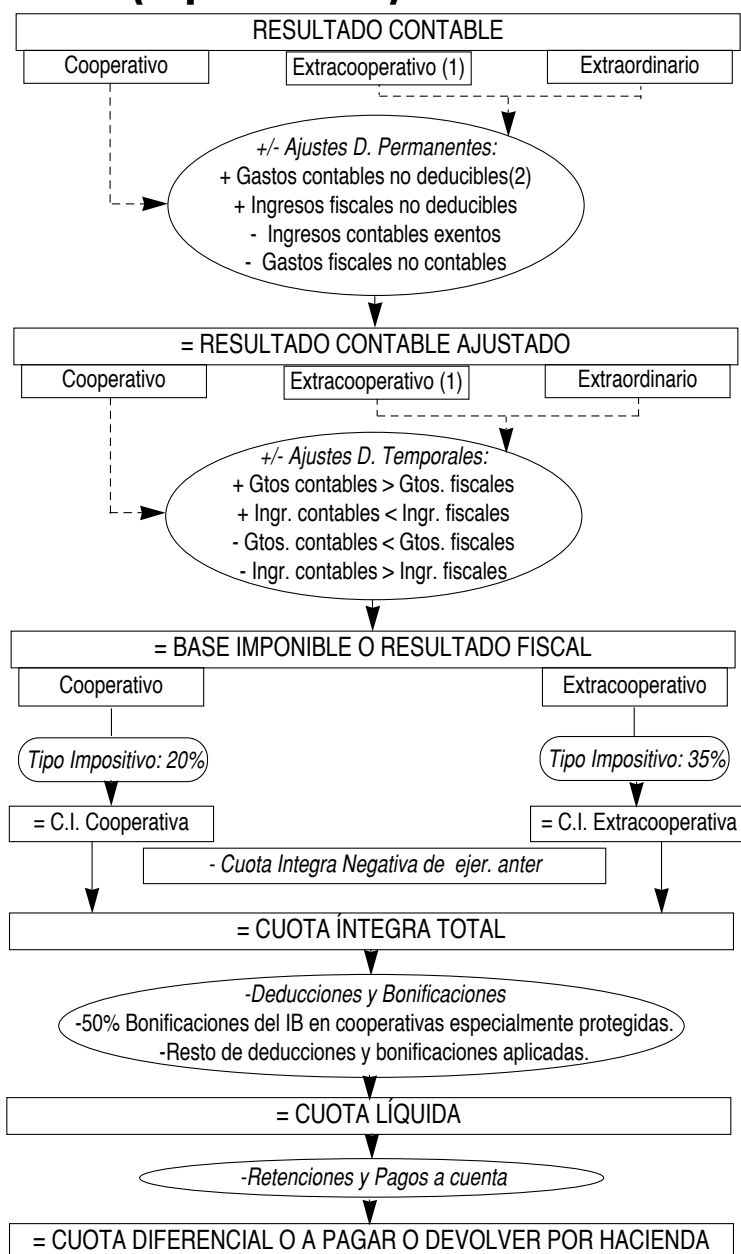 RESULTADO CONTABLE
Cooperativo
Extracooperativo (1)
Extraordinario
+/- Ajustes D. Permanentes:
+ Gastos contables no deducibles(2)
+ Ingresos fiscales no deducibles
- Ingresos contables exentos
- Gastos fiscales no contables
= RESULTADO CONTABLE AJUSTADO
Cooperativo
Extracooperativo (1)
Extraordinario
+/- Ajustes D. Temporales:
+ Gtos contables > Gtos. fiscales
+ Ingr. contables < Ingr. fiscales
- Gtos. contables < Gtos. fiscales
- Ingr. contables > Ingr. fiscales
= BASE IMPONIBLE O RESULTADO FISCAL
Cooperativo
Extracooperativo
Tipo Impositivo: 20%
Tipo Impositivo: 35%
= C.I. Cooperativa
= C.I. Extracooperativa
- Cuota Integra Negativa de ejer. anter
= CUOTA ÍNTEGRA TOTAL
-Deducciones y Bonificaciones
-50% Bonificaciones del IB en cooperativas especialmente protegidas.
-Resto de deducciones y bonificaciones aplicadas.
= CUOTA LÍQUIDA
-Retenciones y Pagos a cuenta
= CUOTA DIFERENCIAL O A PAGAR O DEVOLVER POR HACIENDA